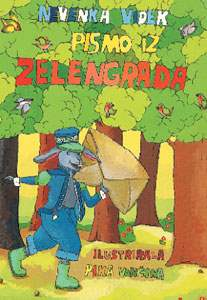 NEVENKA VIDEK
PISMO IZ
ZELENGRADA
ILUSTRIRALA